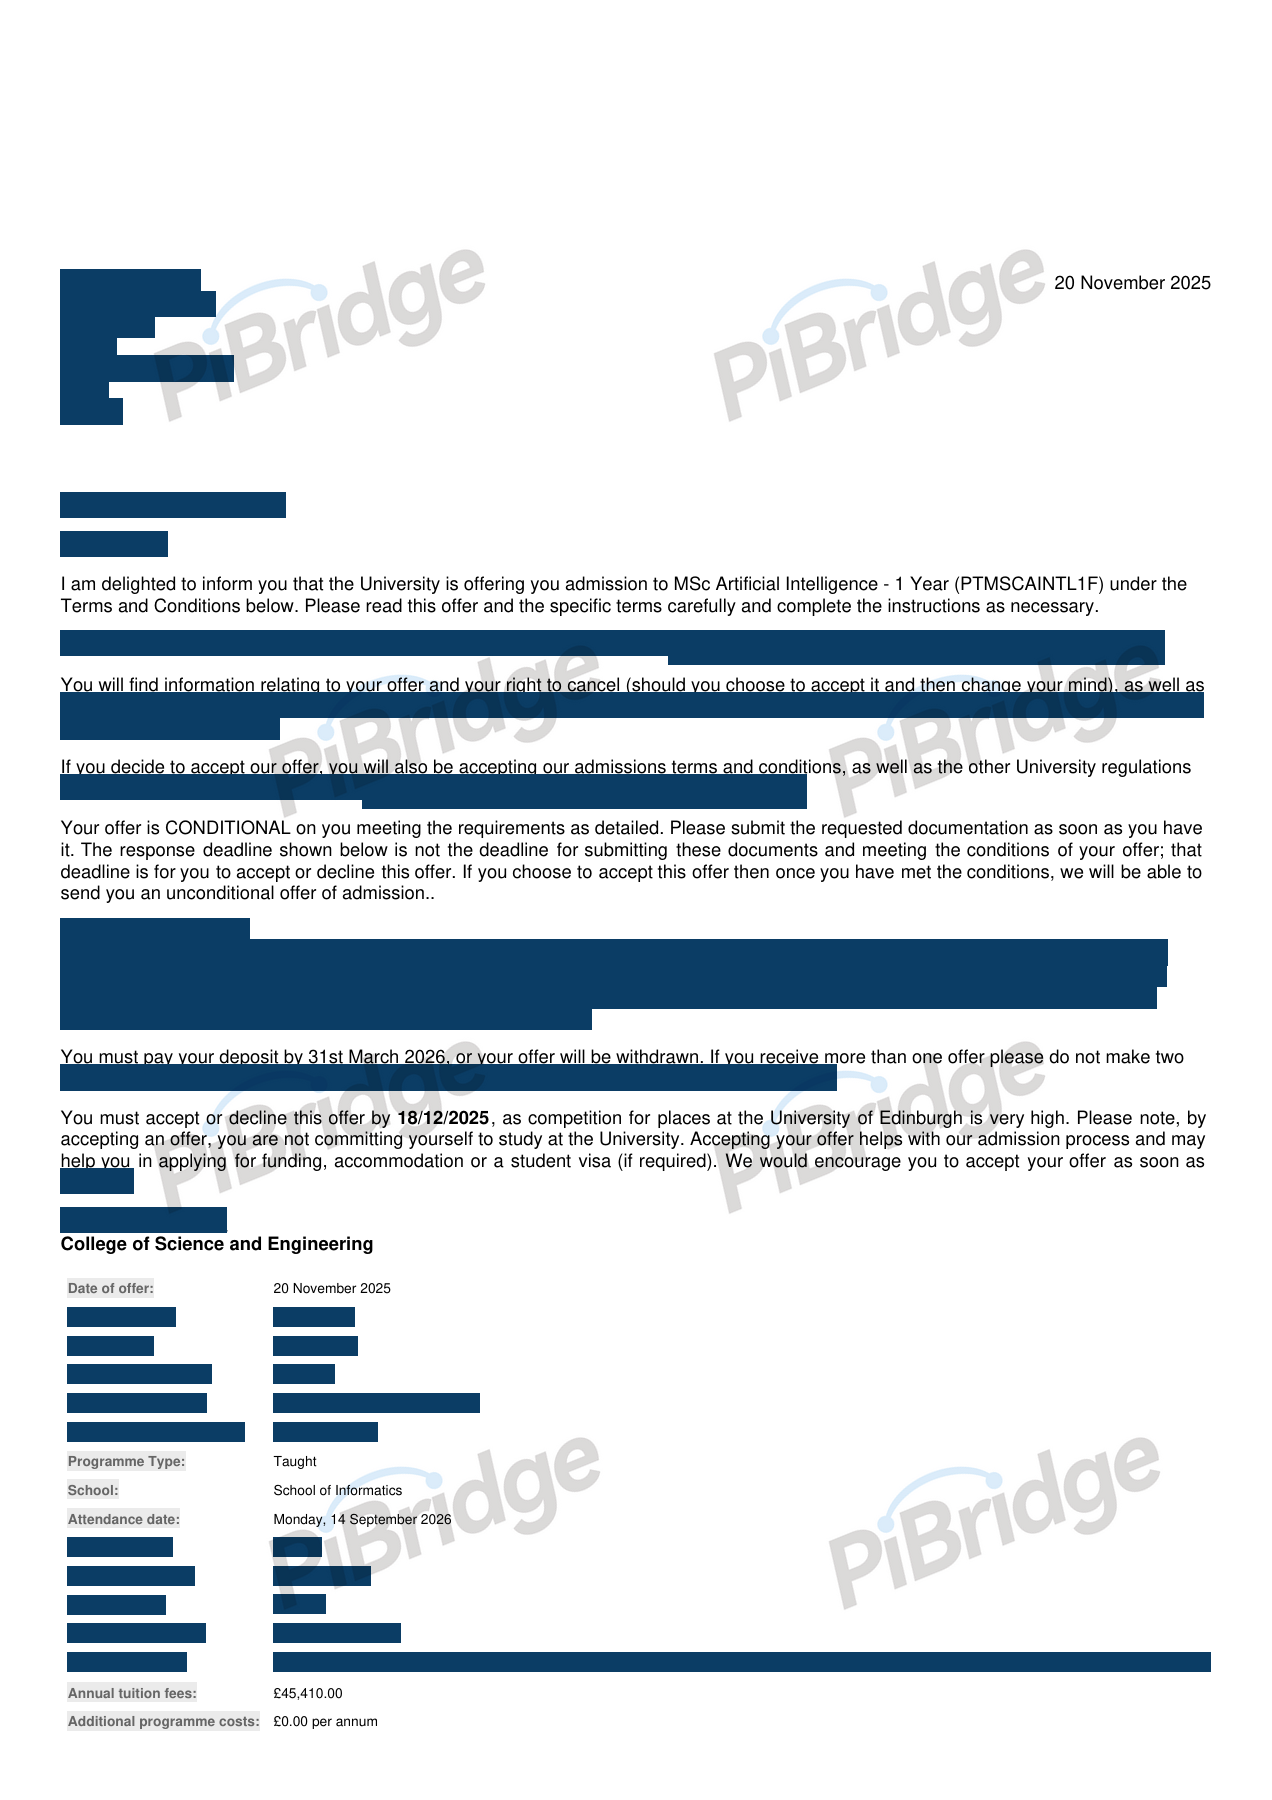 20 November 2025
I am delighted to inform you that the University is offering you admission to MSc Artificial Intelligence - 1 Year (PTMSCAINTL1F) under the
Terms and Conditions below. Please read this offer and the specific terms carefully and complete the instructions as necessary.
You will find information relating to your offer and your right to cancel (should you choose to accept it and then change your mind), as well as
If you decide to accept our offer, you will also be accepting our admissions terms and conditions, as well as the other University regulations
Your offer is CONDITIONAL on you meeting the requirements as detailed. Please submit the requested documentation as soon as you have
it. The response deadline shown below is not the deadline for submitting these documents and meeting the conditions of your offer; that
deadline is for you to accept or decline this offer. If you choose to accept this offer then once you have met the conditions, we will be able to
send you an unconditional offer of admission..
You must pay your deposit by 31st March 2026, or your offer will be withdrawn. If you receive more than one offer please do not make two
You must accept or decline this offer by 18/12/2025, as competition for places at the University of Edinburgh is very high. Please note, by
accepting an offer, you are not committing yourself to study at the University. Accepting your offer helps with our admission process and may
help you in applying for funding, accommodation or a student visa (if required). We would encourage you to accept your offer as soon as
College of Science and Engineering
Date of offer: 20 November 2025
Programme Type: Taught
School: School of Informatics
Attendance date: Monday, 14 September 2026
Annual tuition fees: £45,410.00
Additional programme costs: £0.00 per annum
PiBridge
PiBridge
PiBridge
PiBridge
PiBridge
PiBridge
PiBridge
PiBridge